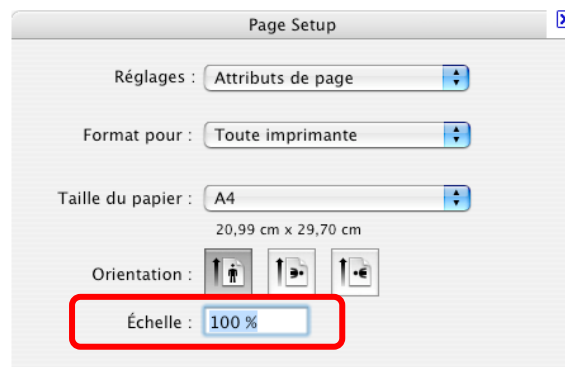 Page Setup
Réglages : Attributs de page
Format pour : Toute imprimante
Taille du papier : A4
20,99 cm x 29,70 cm
Orientation :
Échelle : 100 %